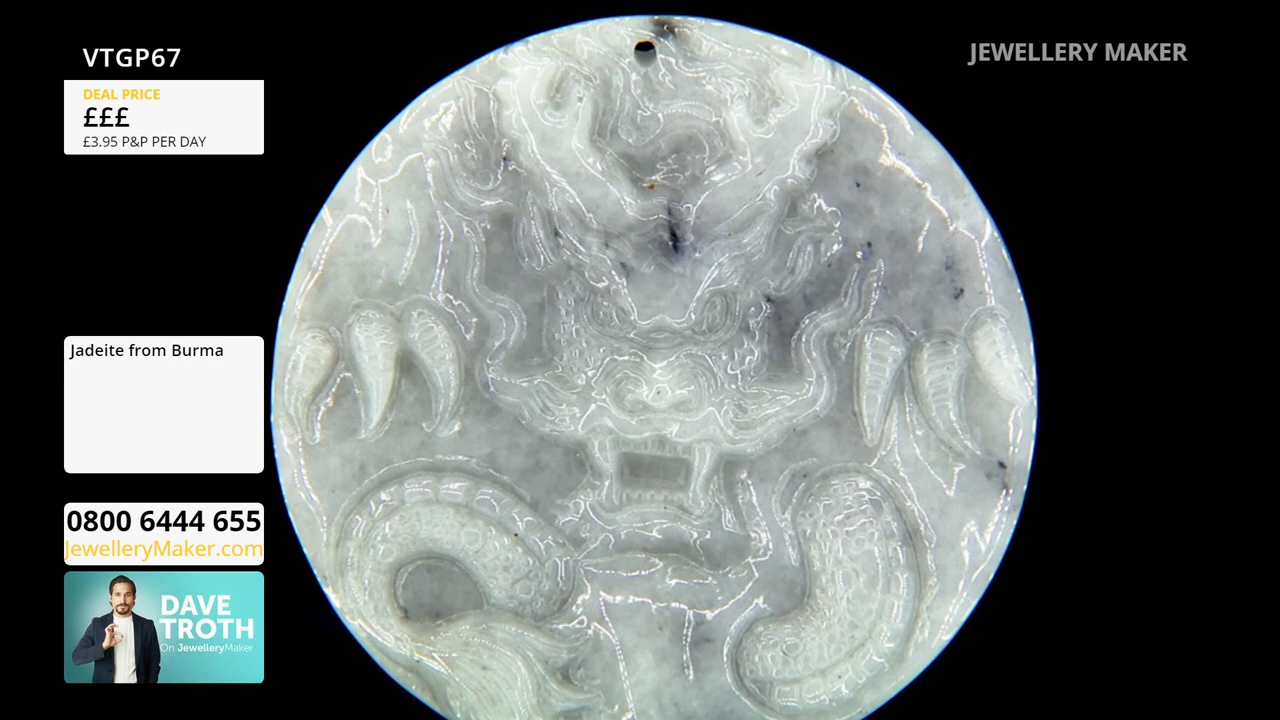 VTGP67
DEAL PRICE
£££
£3.95 P&P PER DAY
JEWELLERY MAKER
Jadeite from Burma
0800 6444 655
JewelleryMaker.com
DAVE
TROTH
On JewelleryMaker